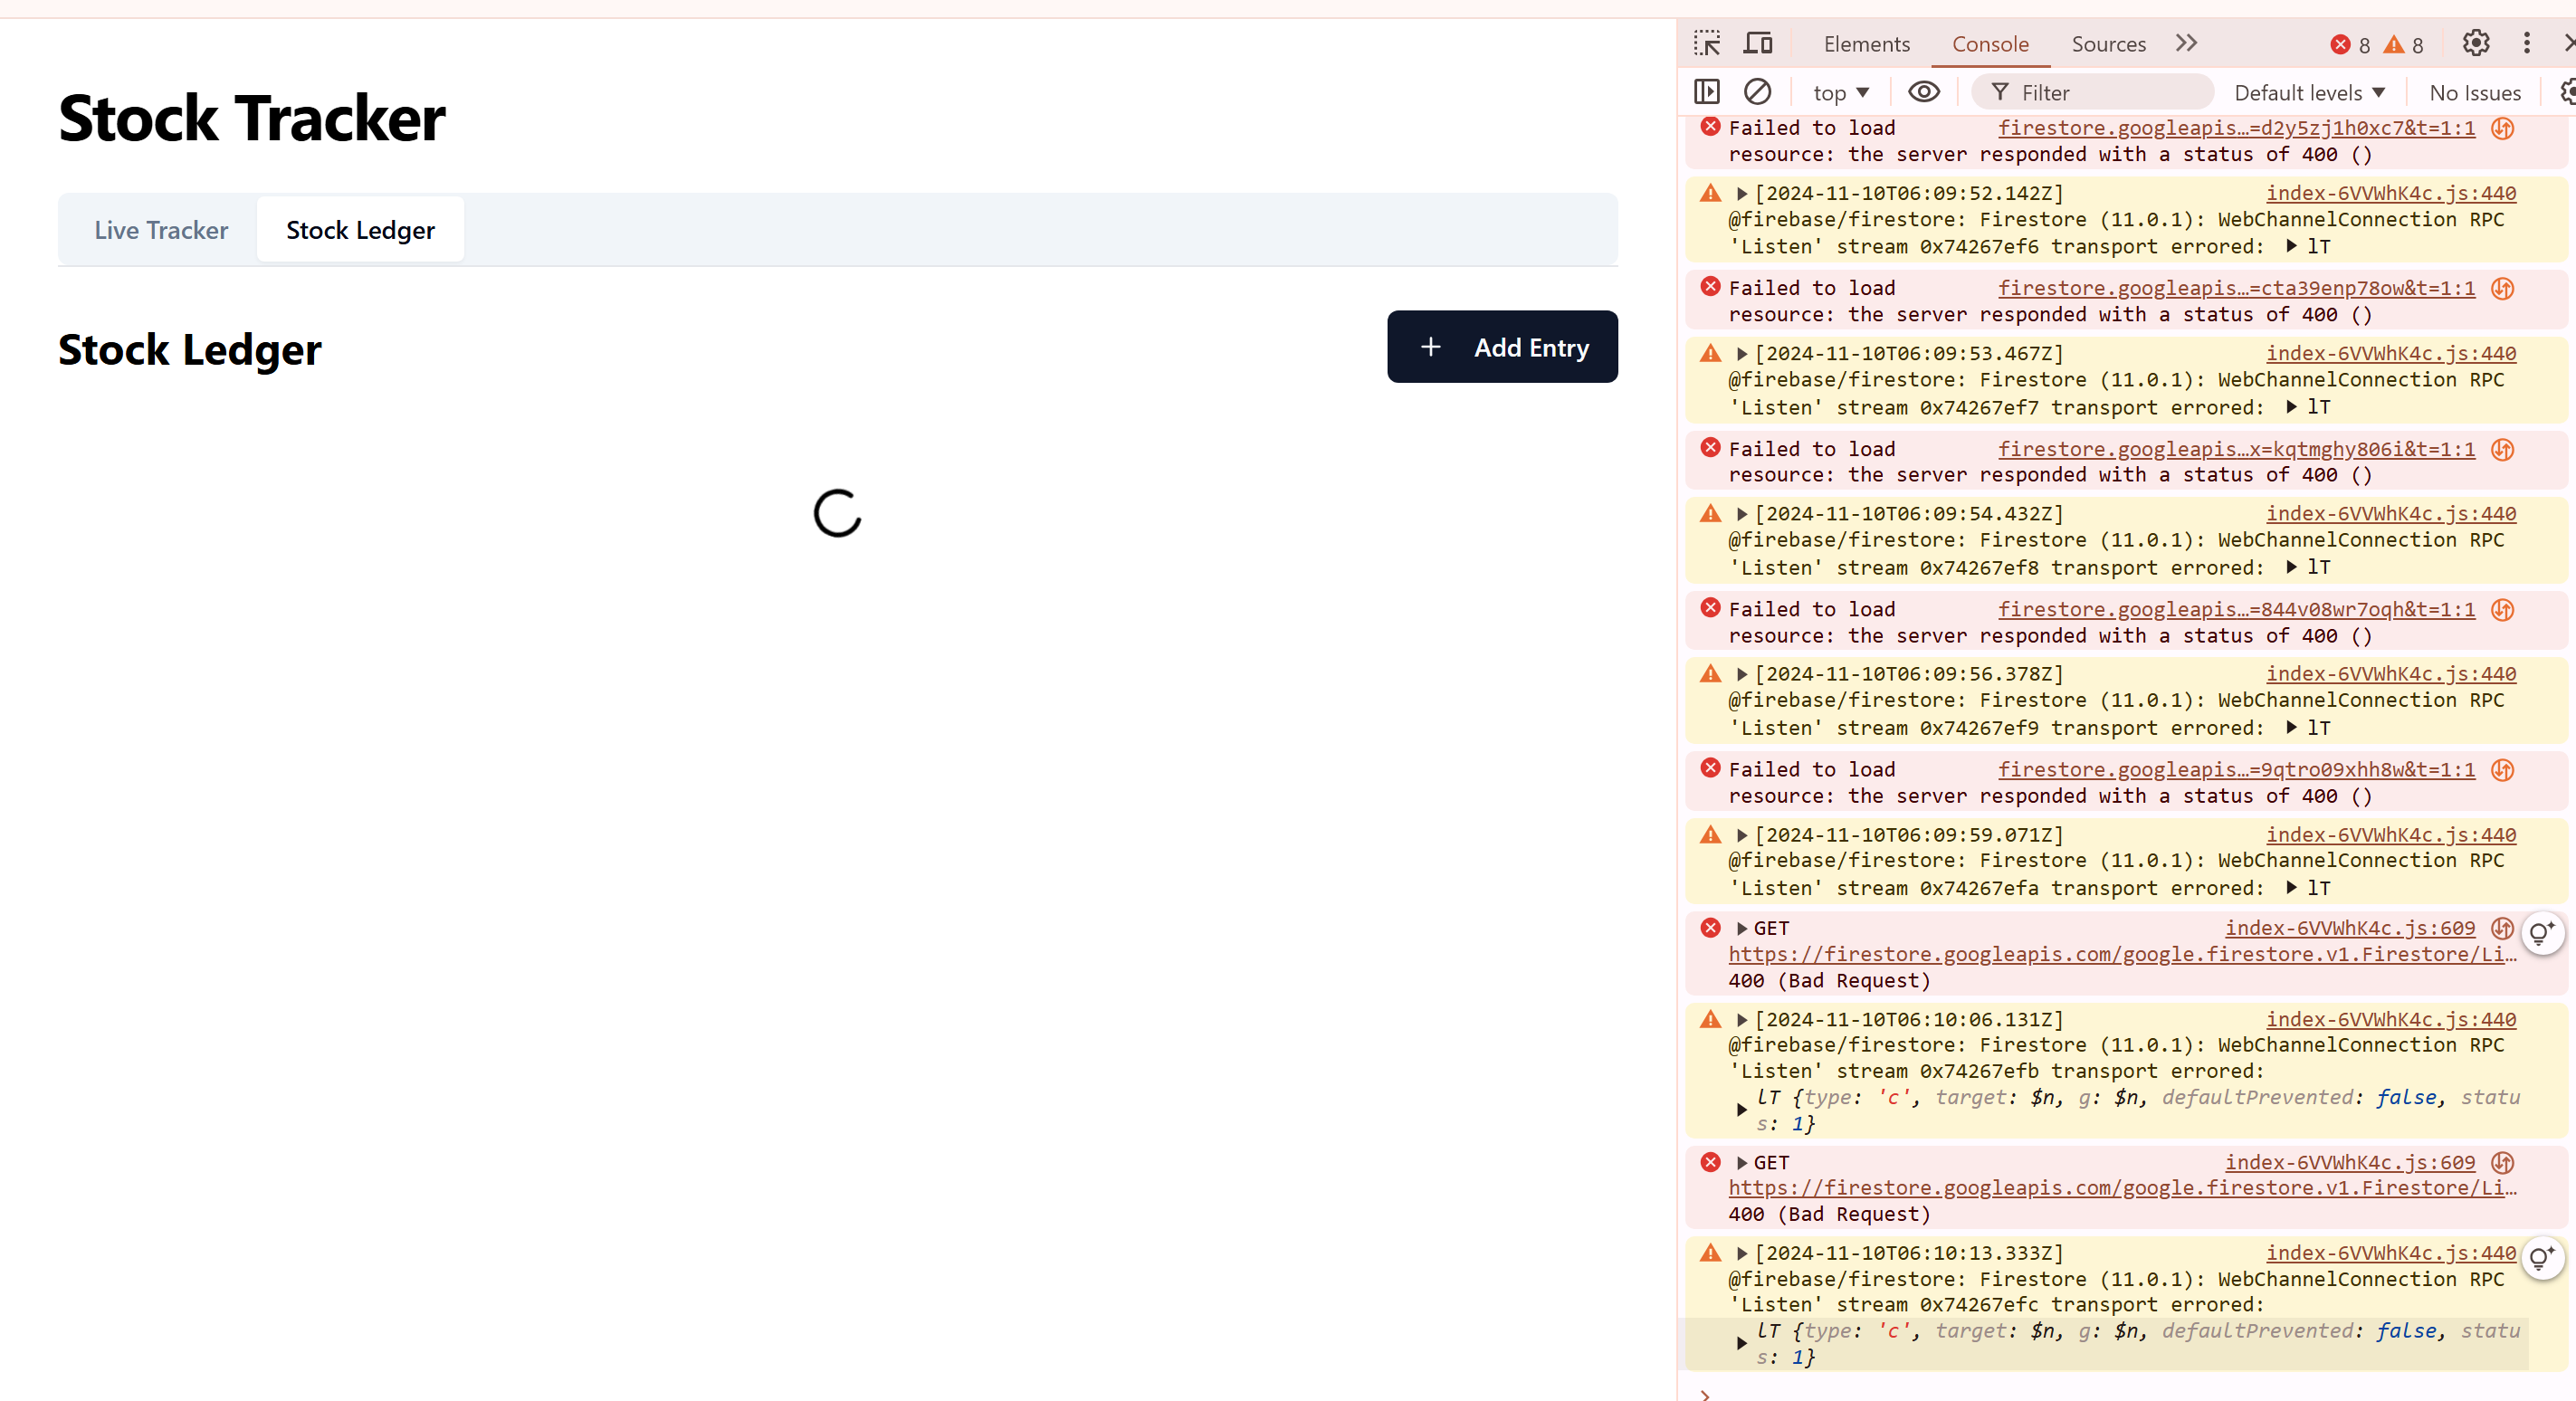 Stock Tracker
Live Tracker
Stock Ledger
Stock Ledger
Add Entry
Elements
Console
Sources
8
8
top
Filter
Default levels
No Issues
Failed to load firestore.googleapis…=d2y5zj1h0xc7&t=1:1
resource: the server responded with a status of 400 ()
[2024-11-10T06:09:52.142Z] index-6VVWhK4c.js:440
@firebase/firestore: Firestore (11.0.1): WebChannelConnection RPC
'Listen' stream 0x74267ef6 transport errored: lT
Failed to load firestore.googleapis…=cta39enp78ow&t=1:1
resource: the server responded with a status of 400 ()
[2024-11-10T06:09:53.467Z] index-6VVWhK4c.js:440
@firebase/firestore: Firestore (11.0.1): WebChannelConnection RPC
'Listen' stream 0x74267ef7 transport errored: lT
Failed to load firestore.googleapis…x=kqtmghy806i&t=1:1
resource: the server responded with a status of 400 ()
[2024-11-10T06:09:54.432Z] index-6VVWhK4c.js:440
@firebase/firestore: Firestore (11.0.1): WebChannelConnection RPC
'Listen' stream 0x74267ef8 transport errored: lT
Failed to load firestore.googleapis…=844v08wr7oqh&t=1:1
resource: the server responded with a status of 400 ()
[2024-11-10T06:09:56.378Z] index-6VVWhK4c.js:440
@firebase/firestore: Firestore (11.0.1): WebChannelConnection RPC
'Listen' stream 0x74267ef9 transport errored: lT
Failed to load firestore.googleapis…=9qtro09xhh8w&t=1:1
resource: the server responded with a status of 400 ()
[2024-11-10T06:09:59.071Z] index-6VVWhK4c.js:440
@firebase/firestore: Firestore (11.0.1): WebChannelConnection RPC
'Listen' stream 0x74267efa transport errored: lT
GET index-6VVWhK4c.js:609
https://firestore.googleapis.com/google.firestore.v1.Firestore/Li…
400 (Bad Request)
[2024-11-10T06:10:06.131Z] index-6VVWhK4c.js:440
@firebase/firestore: Firestore (11.0.1): WebChannelConnection RPC
'Listen' stream 0x74267efb transport errored:
lT {type: 'c', target: $n, g: $n, defaultPrevented: false, statu
s: 1}
GET index-6VVWhK4c.js:609
https://firestore.googleapis.com/google.firestore.v1.Firestore/Li…
400 (Bad Request)
[2024-11-10T06:10:13.333Z] index-6VVWhK4c.js:440
@firebase/firestore: Firestore (11.0.1): WebChannelConnection RPC
'Listen' stream 0x74267efc transport errored:
lT {type: 'c', target: $n, g: $n, defaultPrevented: false, statu
s: 1}